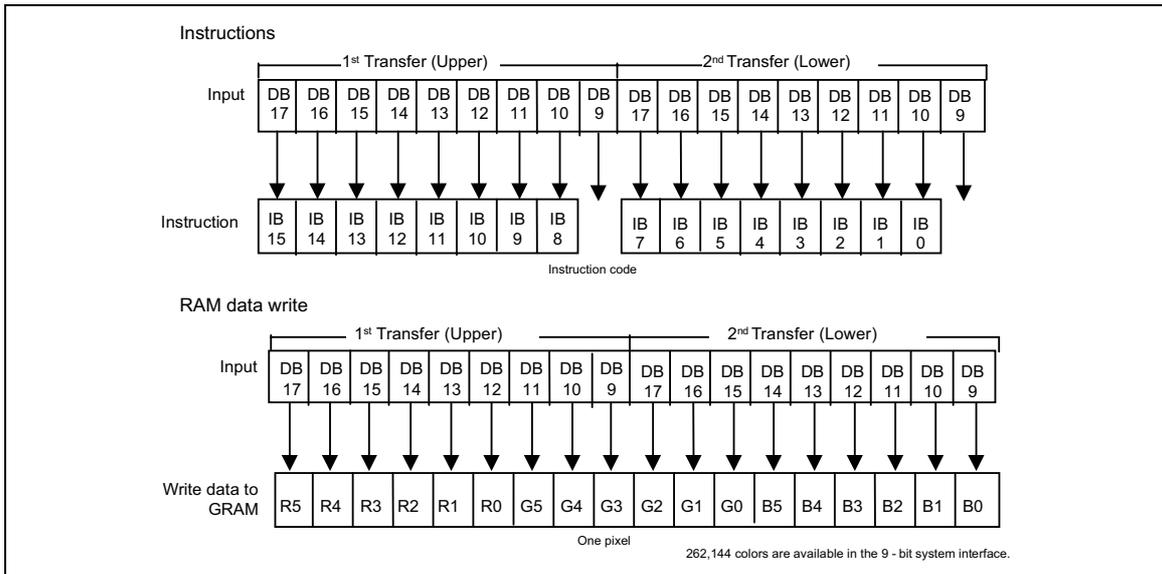 Instructions
1st Transfer (Upper) 2nd Transfer (Lower)
Input DB 17 DB 16 DB 15 DB 14 DB 13 DB 12 DB 11 DB 10 DB 9 DB 17 DB 16 DB 15 DB 14 DB 13 DB 12 DB 11 DB 10 DB 9
Instruction IB 15 IB 14 IB 13 IB 12 IB 11 IB 10 IB 9 IB 8 IB 7 IB 6 IB 5 IB 4 IB 3 IB 2 IB 1 IB 0
Instruction code
RAM data write
1st Transfer (Upper) 2nd Transfer (Lower)
Input DB 17 DB 16 DB 15 DB 14 DB 13 DB 12 DB 11 DB 10 DB 9 DB 17 DB 16 DB 15 DB 14 DB 13 DB 12 DB 11 DB 10 DB 9
Write data to
GRAM R5 R4 R3 R2 R1 R0 G5 G4 G3 G2 G1 G0 B5 B4 B3 B2 B1 B0
One pixel
262,144 colors are available in the 9 - bit system interface.